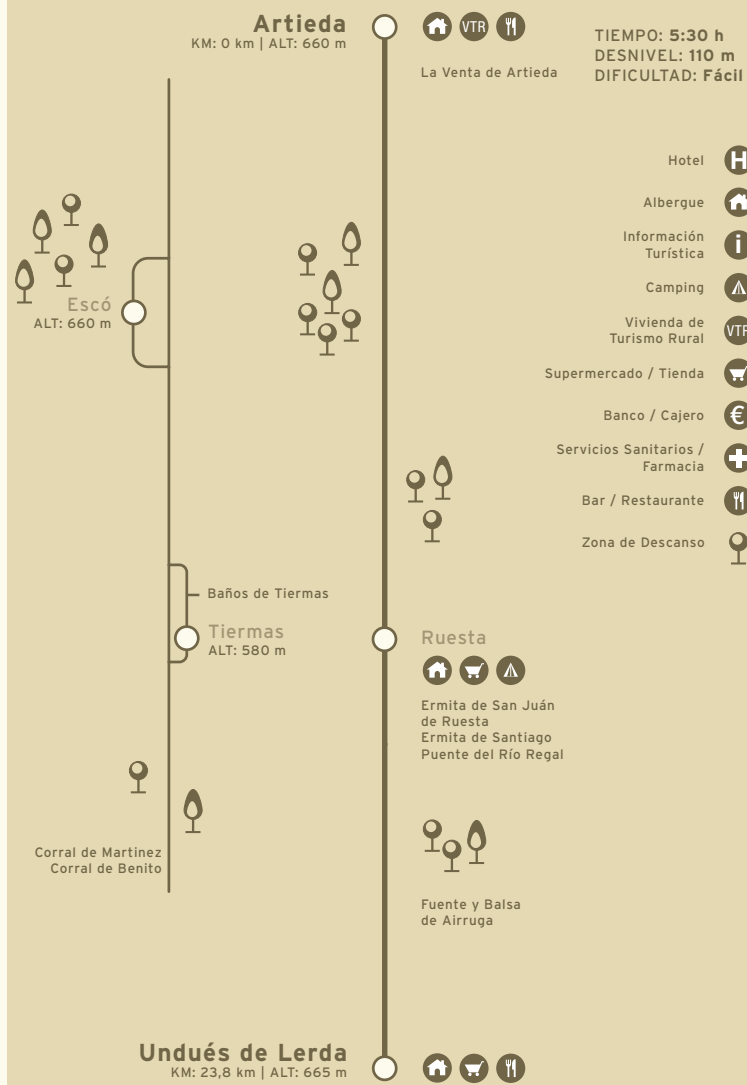 Artieda
KM: 0 km | ALT: 660 m
VTR
La Venta de Artieda
TIEMPO: 5:30 h
DESNIVEL: 110 m
DIFICULTAD: Fácil
Hotel
H
Albergue
Información
Turística
i
Camping
Vivienda de
Turismo Rural
VTR
Supermercado / Tienda
Banco / Cajero
€
Servicios Sanitarios /
Farmacia
Bar / Restaurante
Zona de Descanso
Escó
ALT: 660 m
Baños de Tiermas
Tiermas
ALT: 580 m
Ruesta
Ermita de San Juán
de Ruesta
Ermita de Santiago
Puente del Río Regal
Corral de Martinez
Corral de Benito
Fuente y Balsa
de Airruga
Undués de Lerda
KM: 23,8 km | ALT: 665 m